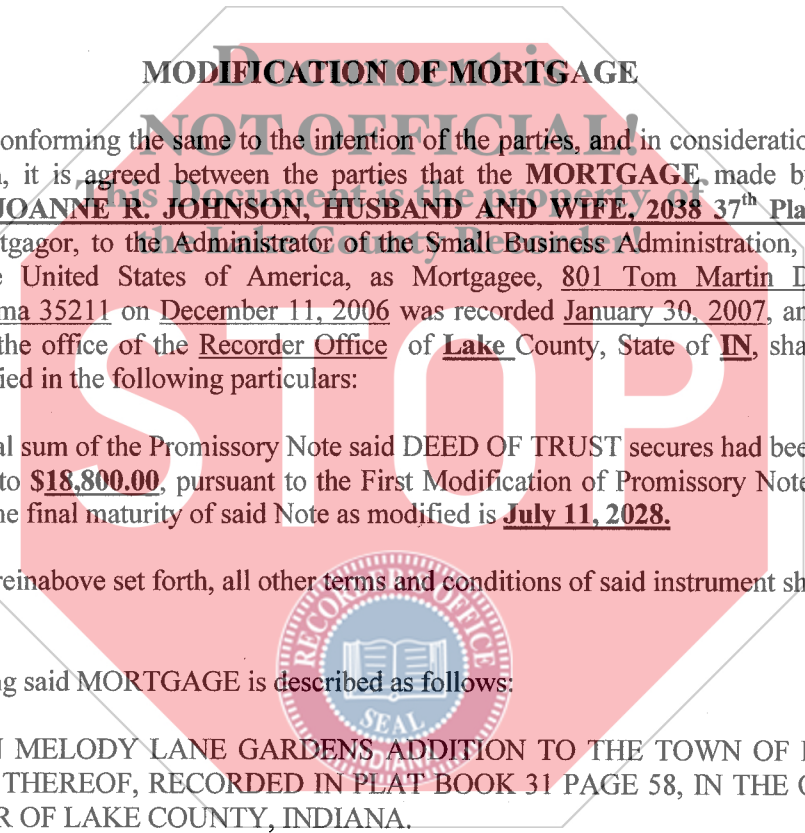 MODIFICATION OF MORTGAGE
Document is
NOT OFFICIAL!
This Document is the property of
the Lake County Recorder!
STOP
onforming the same to the intention of the parties, and in consideratio
, it is agreed between the parties that the MORTGAGE made b
JOANNE R. JOHNSON, HUSBAND AND WIFE, 2038 37th Pla
tgagor, to the Administrator of the Small Business Administration,
United States of America, as Mortgagee, 801 Tom Martin D
ma 35211 on December 11, 2006 was recorded January 30, 2007, an
the office of the Recorder Office of Lake County, State of IN, sha
ied in the following particulars:
al sum of the Promissory Note said DEED OF TRUST secures had bee
to $18,800.00, pursuant to the First Modification of Promissory Note
he final maturity of said Note as modified is July 11, 2028.
reinabove set forth, all other terms and conditions of said instrument sh
RECORDER'S OFFICE
SEAL
INDIANA
g said MORTGAGE is described as follows:
N MELODY LANE GARDENS ADDITION TO THE TOWN OF
THEREOF, RECORDED IN PLAT BOOK 31 PAGE 58, IN THE
R OF LAKE COUNTY, INDIANA.